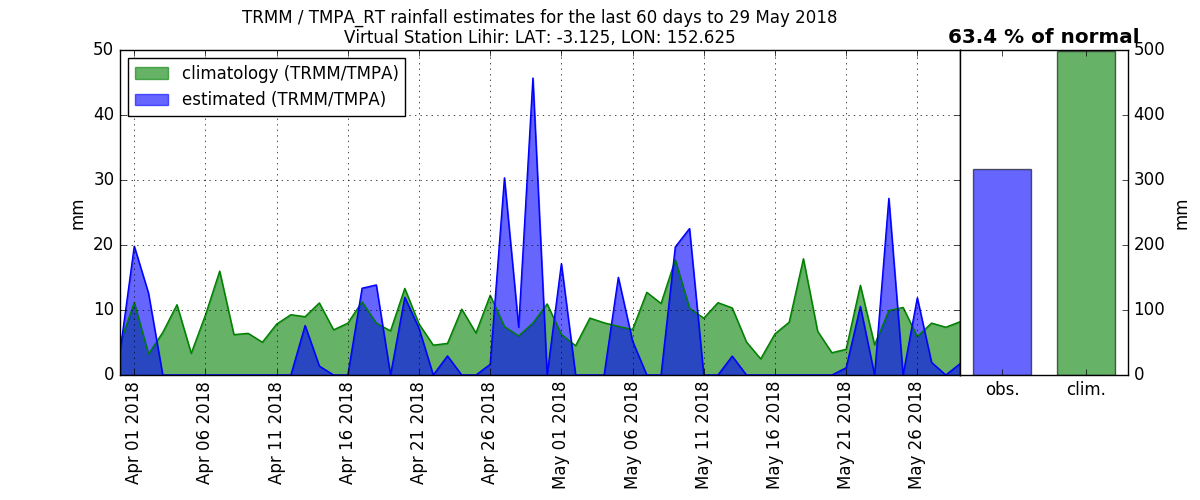 TRMM / TMPA_RT rainfall estimates for the last 60 days to 29 May 2018
Virtual Station Lihir: LAT: -3.125, LON: 152.625
63.4 % of normal
climatology (TRMM/TMPA)
estimated (TRMM/TMPA)
50
40
30
20
10
0
mm
500
400
300
200
100
0
mm
Apr 01 2018
Apr 06 2018
Apr 11 2018
Apr 16 2018
Apr 21 2018
Apr 26 2018
May 01 2018
May 06 2018
May 11 2018
May 16 2018
May 21 2018
May 26 2018
obs.
clim.